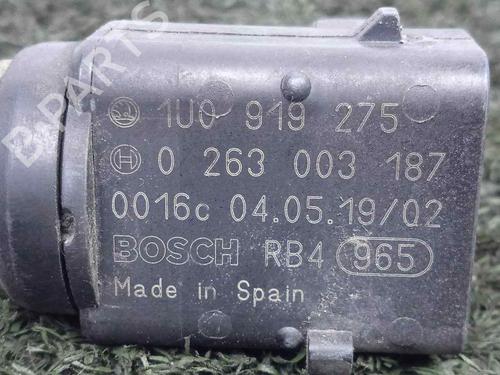 B PARTS
1U0 919 275
0 263 003 187
0016c 04.05.19/02
BOSCH RB4 965
Made in Spain